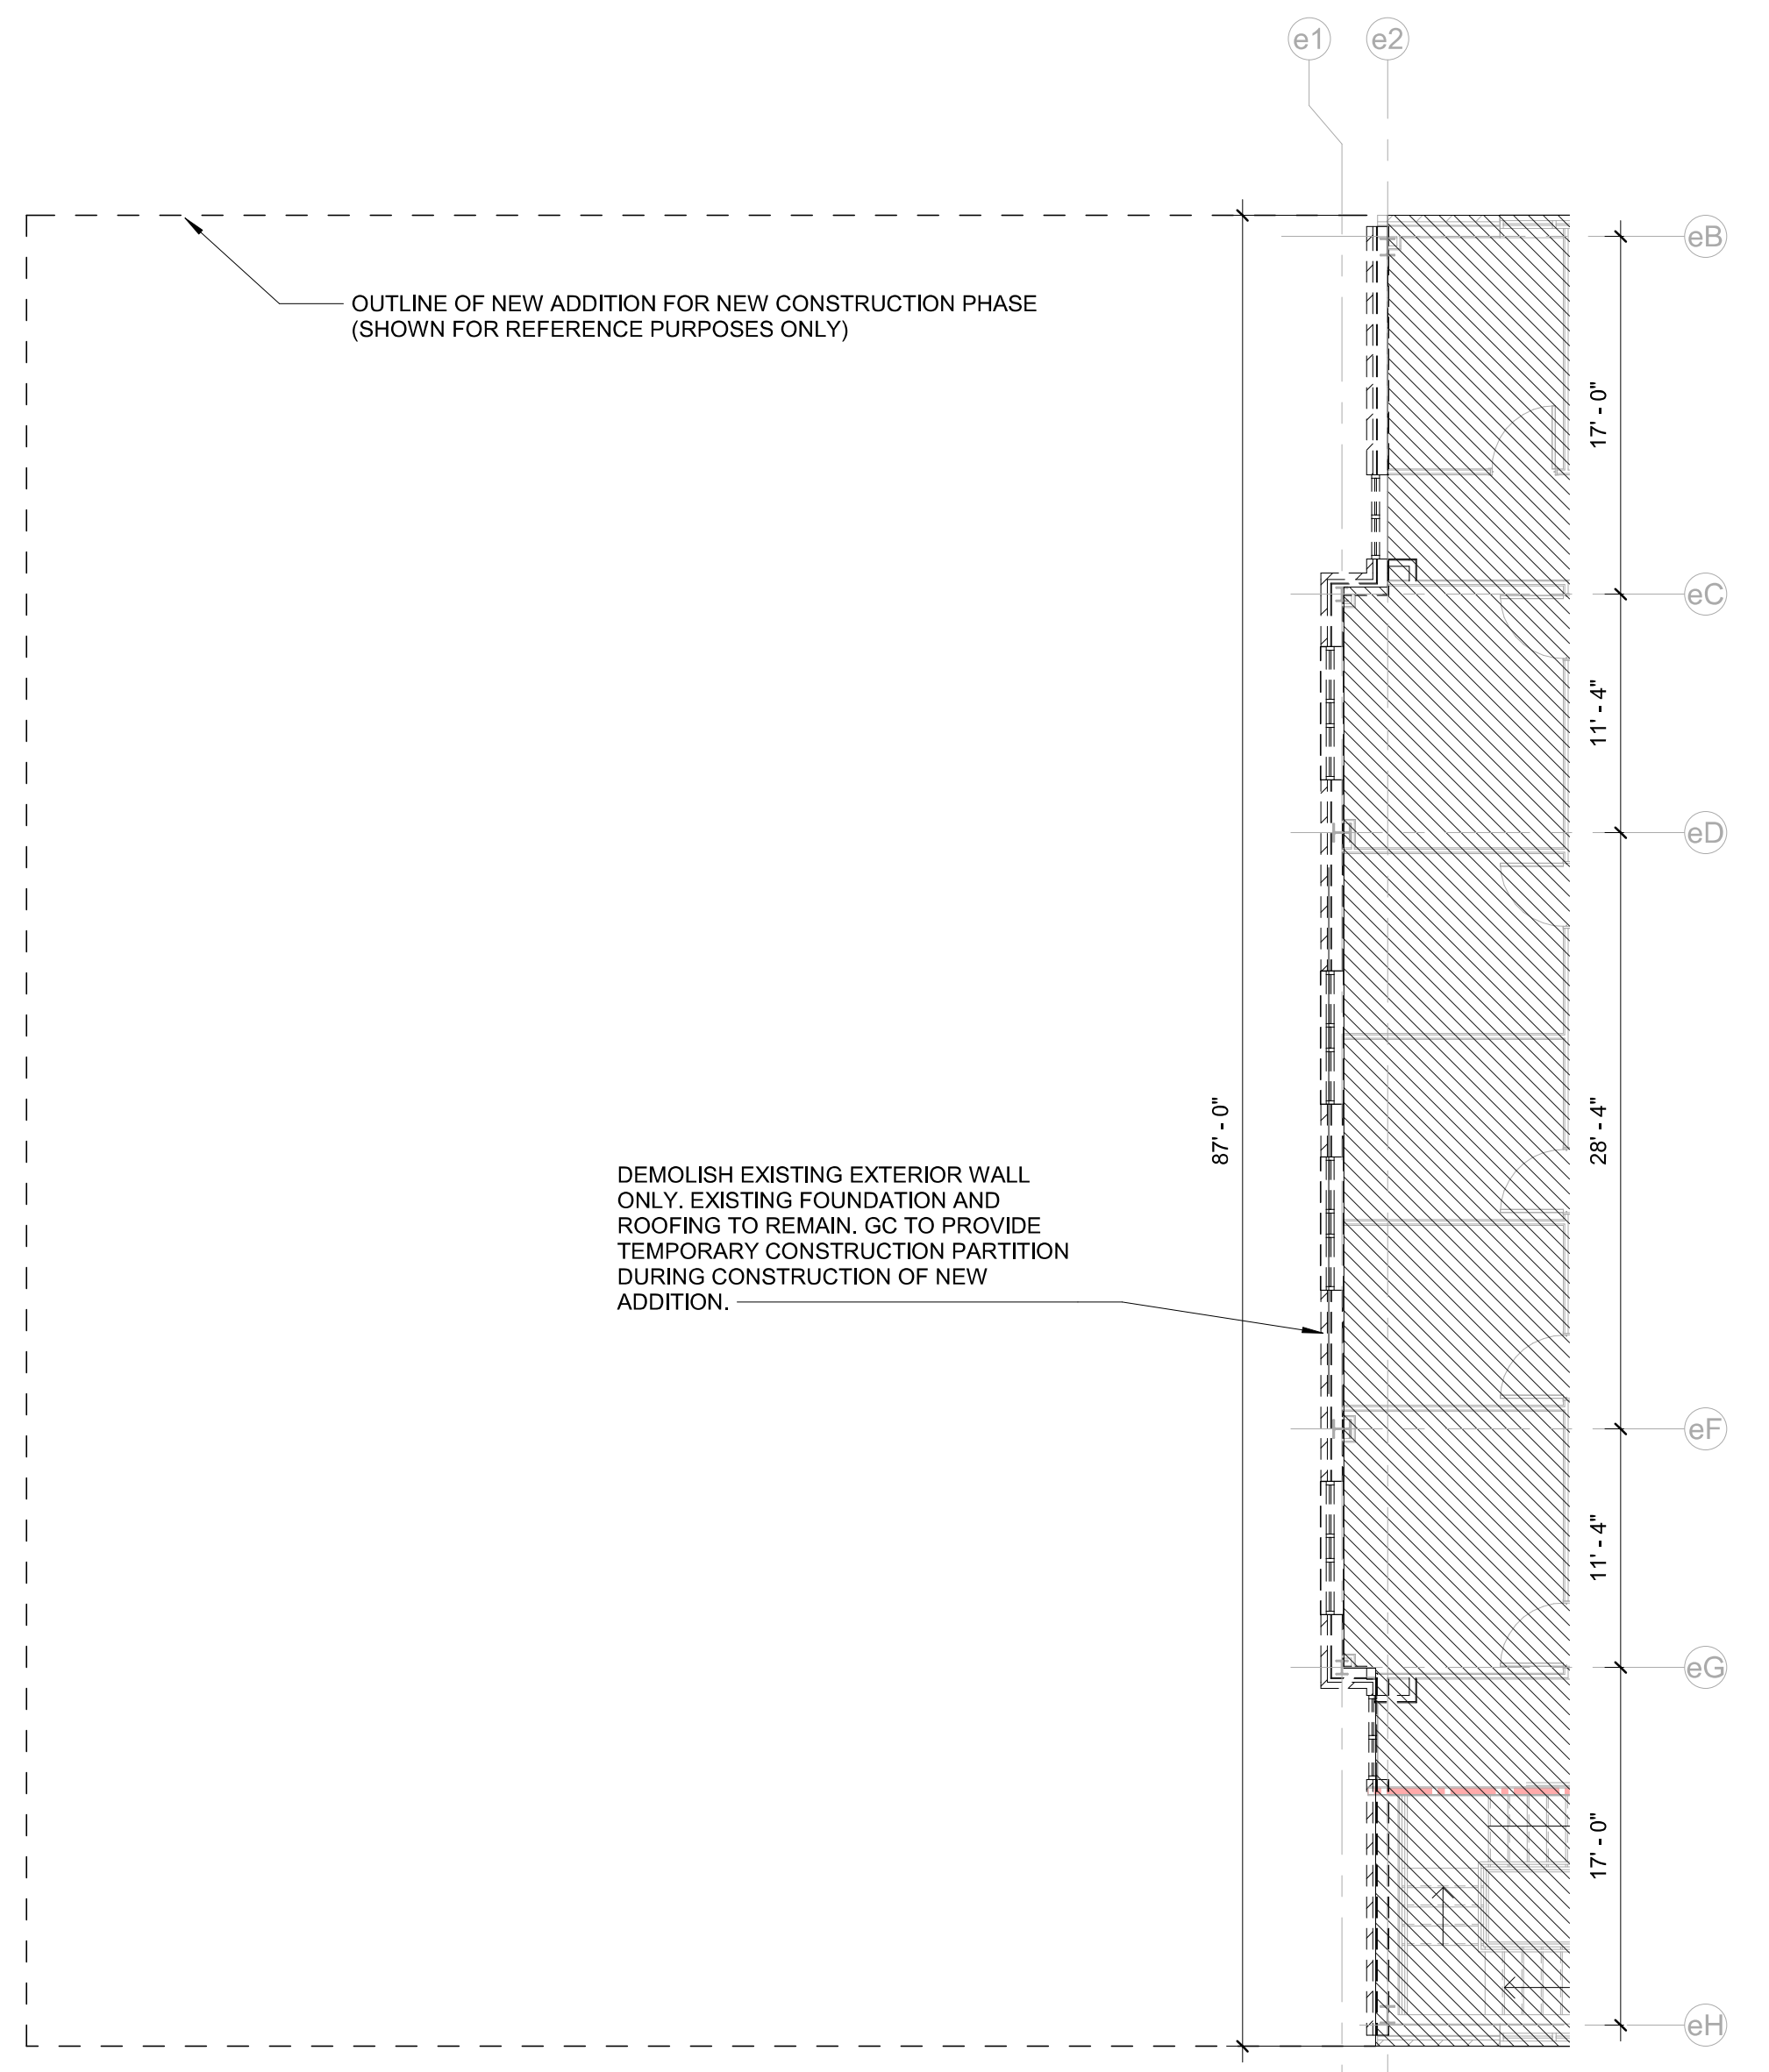 e1
e2
eB
OUTLINE OF NEW ADDITION FOR NEW CONSTRUCTION PHASE
(SHOWN FOR REFERENCE PURPOSES ONLY)
17' - 0"
eC
11' - 4"
eD
87' - 0"
28' - 4"
DEMOLISH EXISTING EXTERIOR WALL
ONLY. EXISTING FOUNDATION AND
ROOFING TO REMAIN. GC TO PROVIDE
TEMPORARY CONSTRUCTION PARTITION
DURING CONSTRUCTION OF NEW
ADDITION.
eF
11' - 4"
eG
17' - 0"
eH